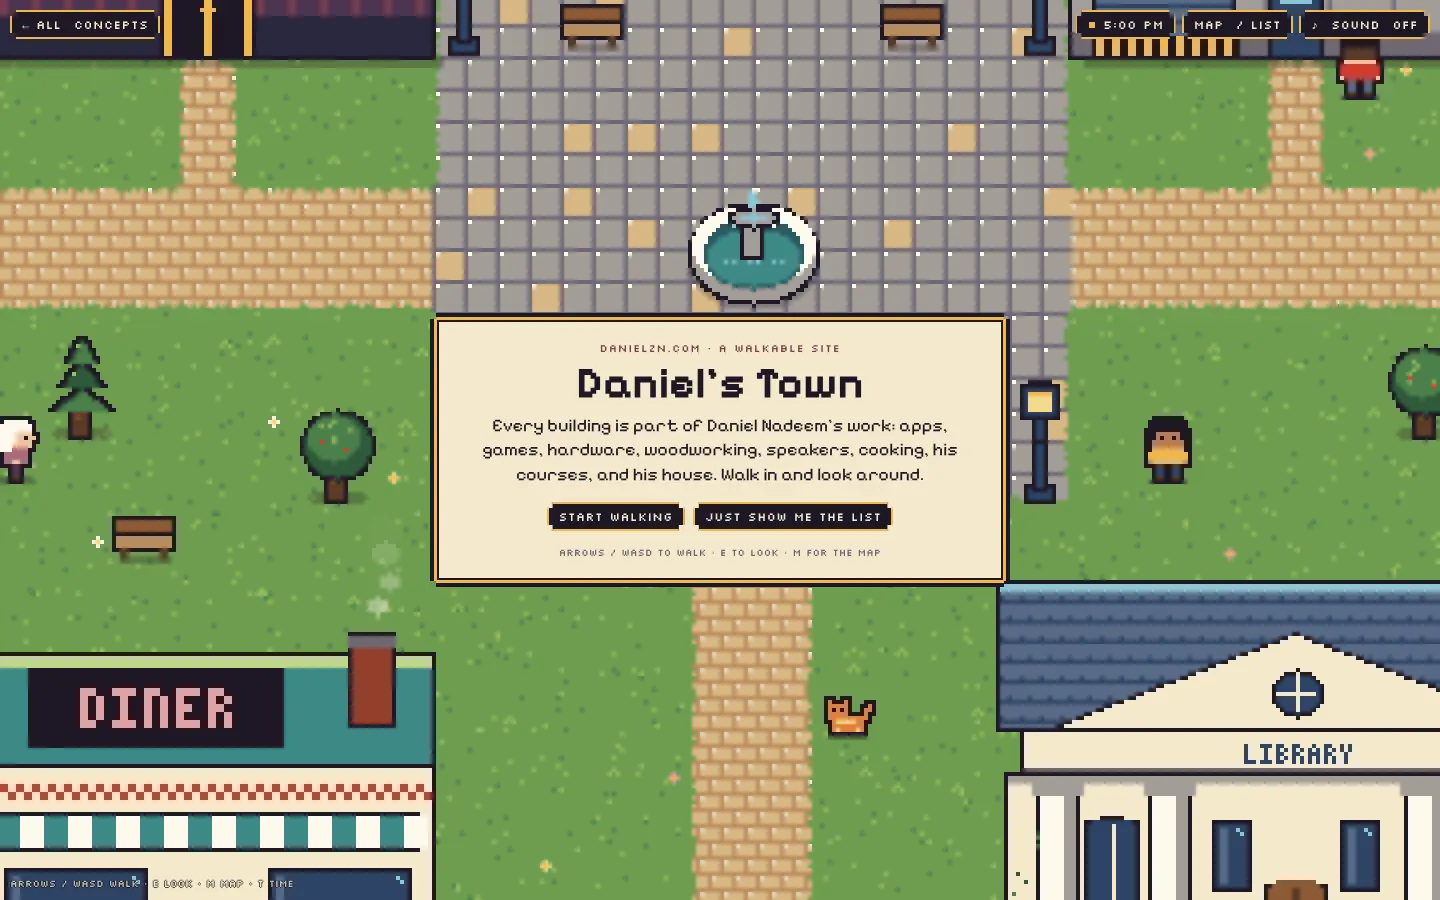 ← ALL CONCEPTS
5:00 PM
MAP / LIST
♪ SOUND OFF
DANIELZN.COM · A WALKABLE SITE
Daniel's Town
Every building is part of Daniel Nadeem's work: apps,
games, hardware, woodworking, speakers, cooking, his
courses, and his house. Walk in and look around.
START WALKING
JUST SHOW ME THE LIST
ARROWS / WASD TO WALK · E TO LOOK · M FOR THE MAP
DINER
LIBRARY
ARROWS / WASD WALK · E LOOK · M MAP · T TIME